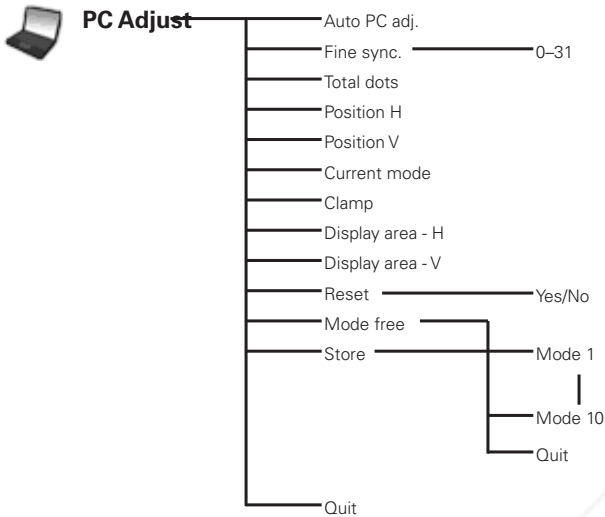 PC Adjust
Auto PC adj.
Fine sync. 0–31
Total dots
Position H
Position V
Current mode
Clamp
Display area - H
Display area - V
Reset Yes/No
Mode free
Store Mode 1
Mode 10
Quit
Quit